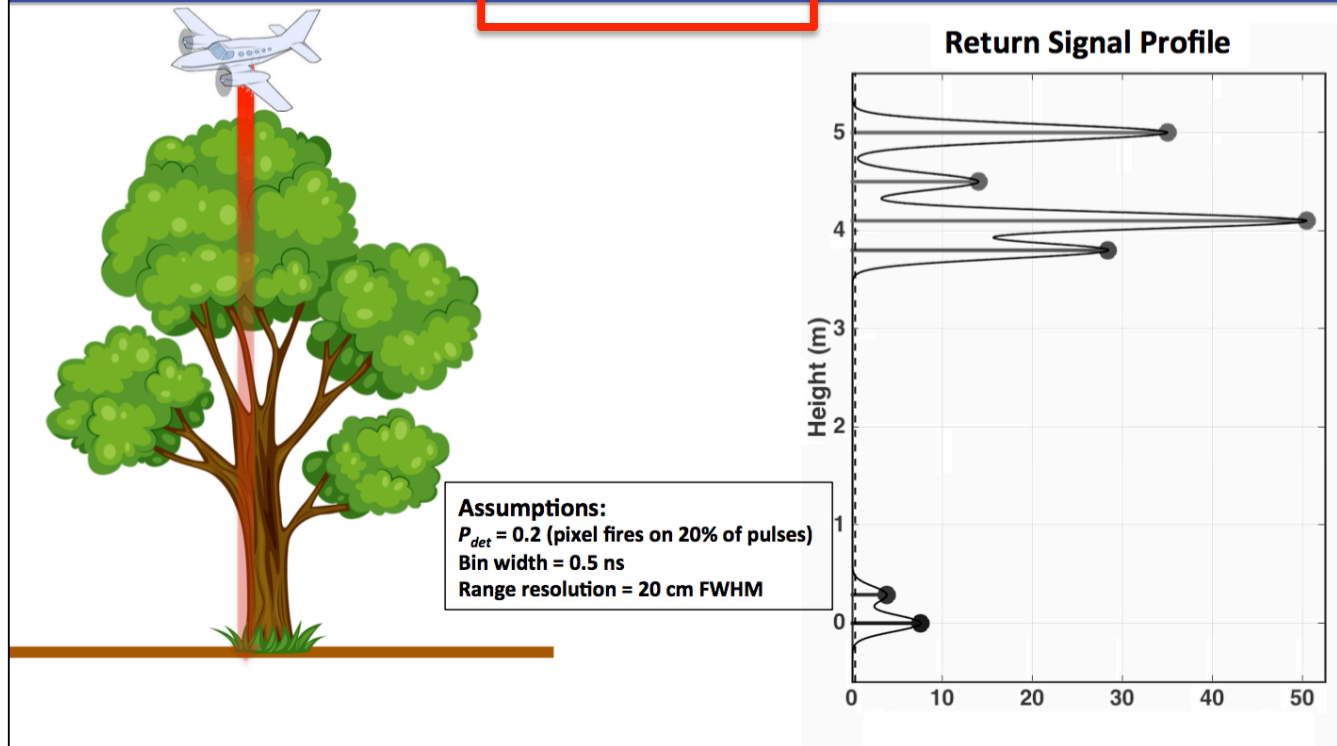 Return Signal Profile
5
4
3
2
1
0
Height (m)
Assumptions:
P_det = 0.2 (pixel fires on 20% of pulses)
Bin width = 0.5 ns
Range resolution = 20 cm FWHM
0
10
20
30
40
50